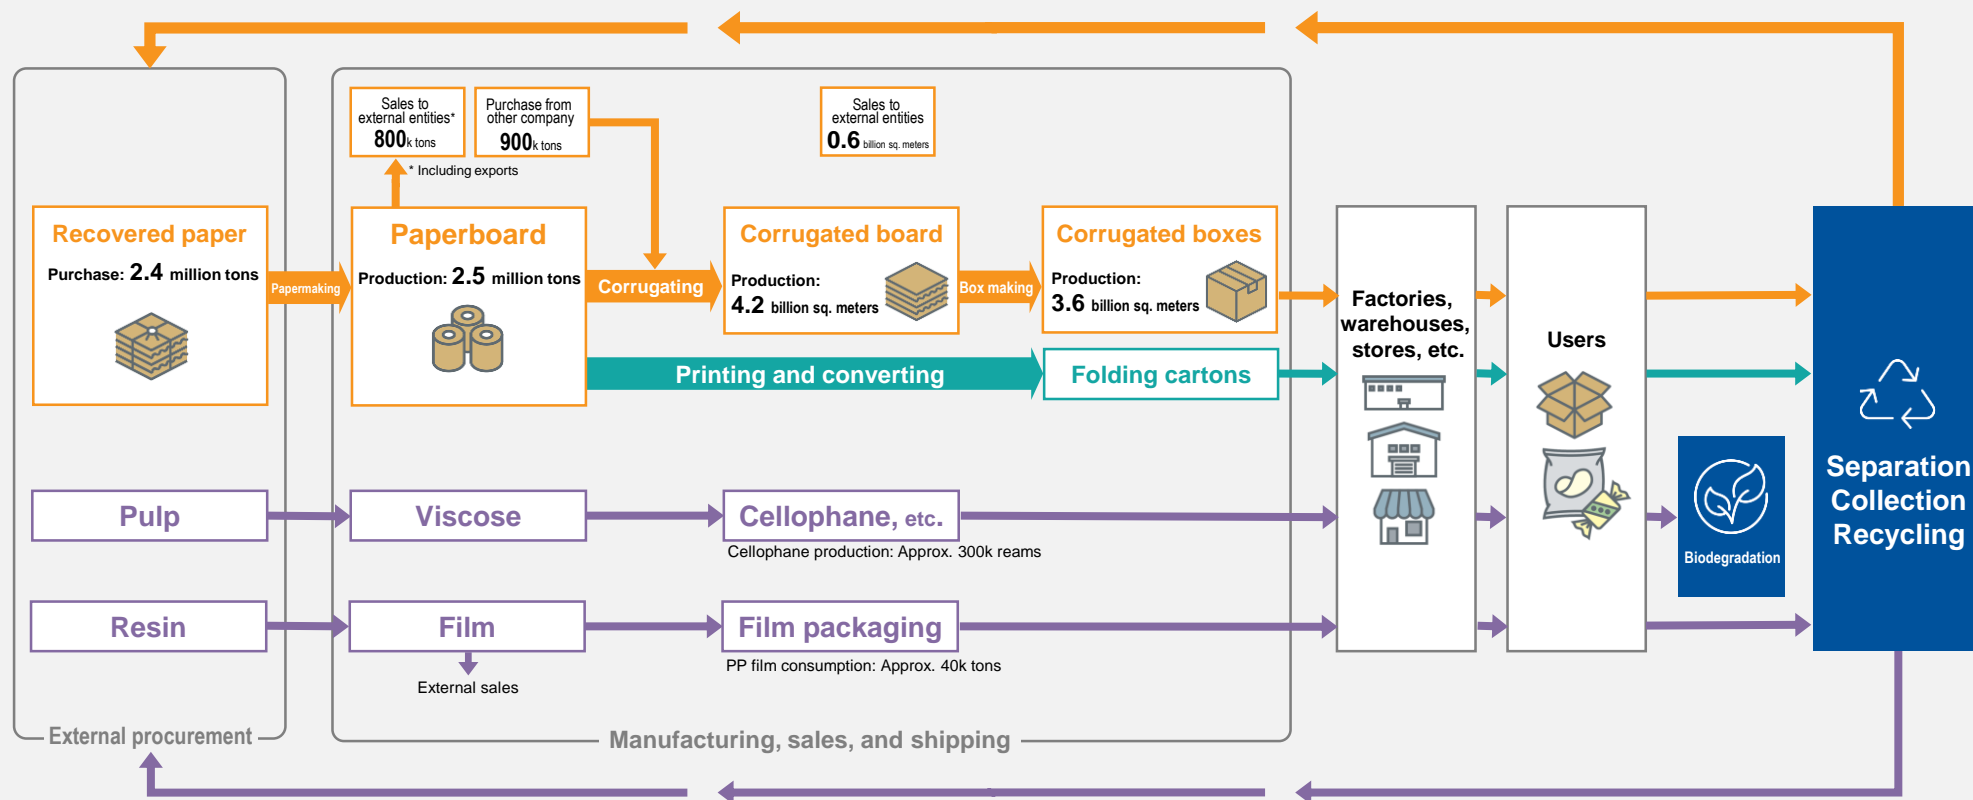 Sales to
external entities*
800k tons
Purchase from
other company
900k tons
Sales to
external entities
0.6 billion sq. meters
* Including exports
Recovered paper
Purchase: 2.4 million tons
Papermaking
Paperboard
Production: 2.5 million tons
Corrugating
Corrugated board
Production:
4.2 billion sq. meters
Box making
Corrugated boxes
Production:
3.6 billion sq. meters
Printing and converting
Folding cartons
Factories,
warehouses,
stores, etc.
Users
Pulp
Viscose
Cellophane, etc.
Cellophane production: Approx. 300k reams
Biodegradation
Separation
Collection
Recycling
Resin
Film
External sales
Film packaging
PP film consumption: Approx. 40k tons
External procurement
Manufacturing, sales, and shipping